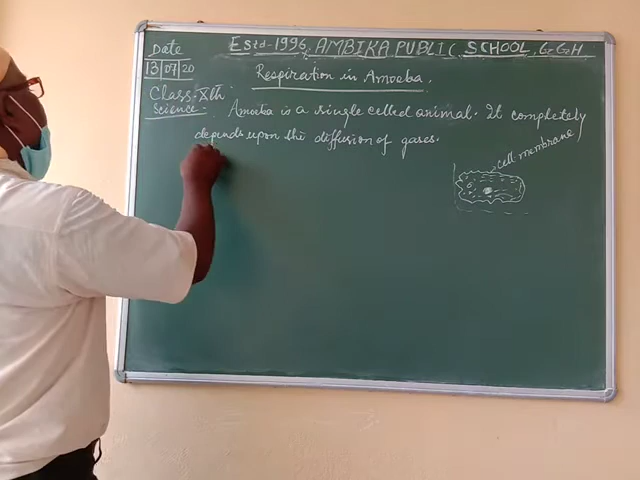 Date
Estd-1996, AMBIKA PUBLIC SCHOOL, GZGH
13|07|20
Respiration in Amoeba.
Class-Xth
Science.
Amoeba is a single celled animal. It completely
depends upon the diffusion of gases.
cell membrane